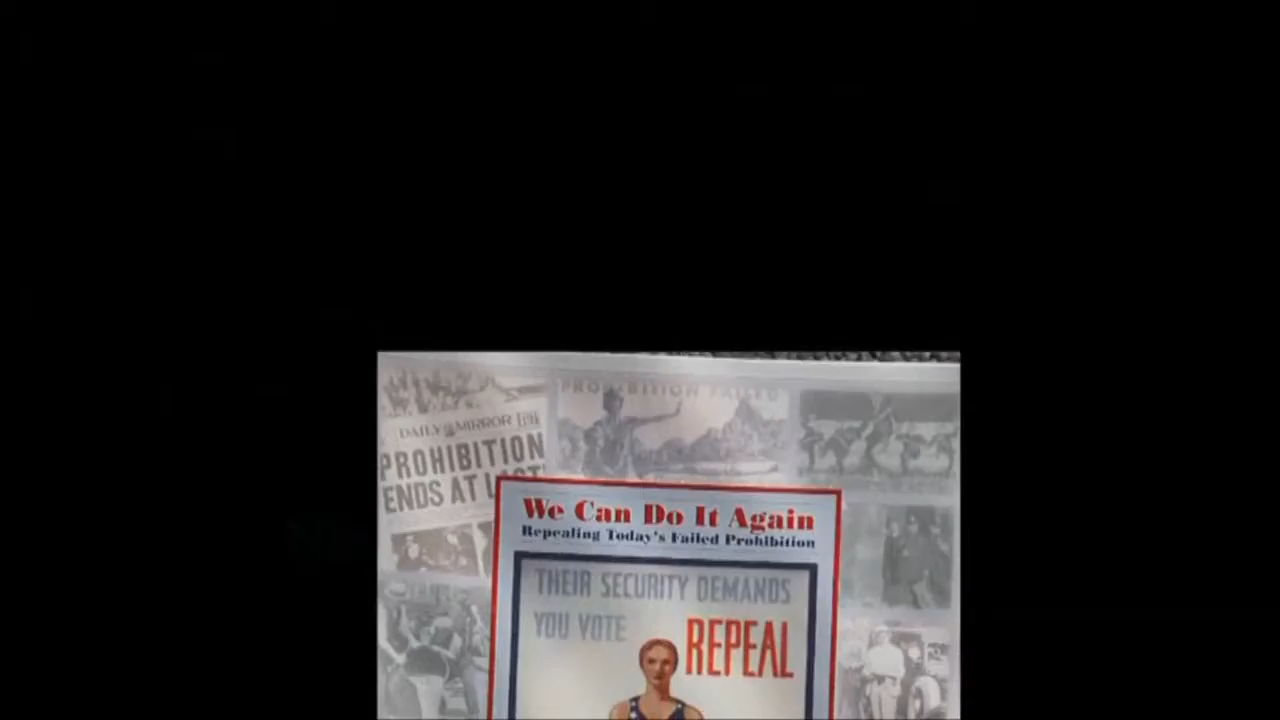 PROHIBITION FAILED
DAILY MIRROR
PROHIBITION
ENDS AT LAST
We Can Do It Again
Repealing Today's Failed Prohibition
THEIR SECURITY DEMANDS
YOU VOTE
REPEAL